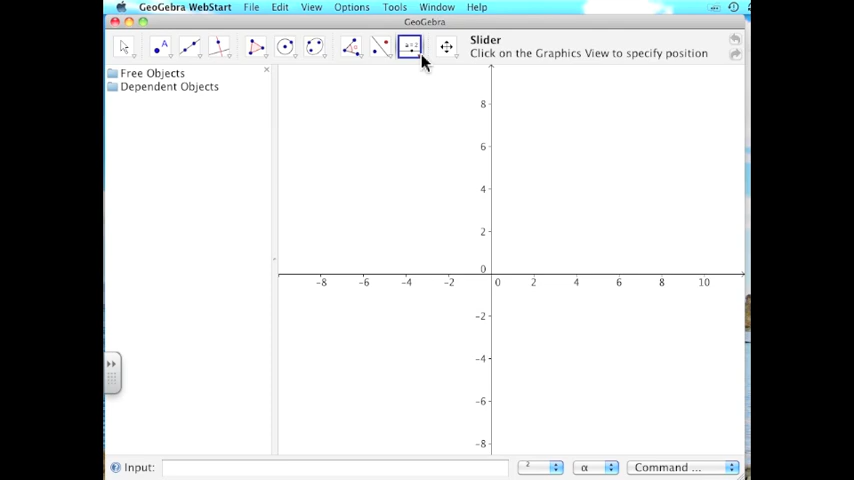 GeoGebra WebStart File Edit View Options Tools Window Help
GeoGebra
a = 2
Slider
Click on the Graphics View to specify position
Free Objects
Dependent Objects
8
6
4
2
0
-8 -6 -4 -2 0 2 4 6 8 10
-2
-4
-6
-8
Input: 2 α Command ...